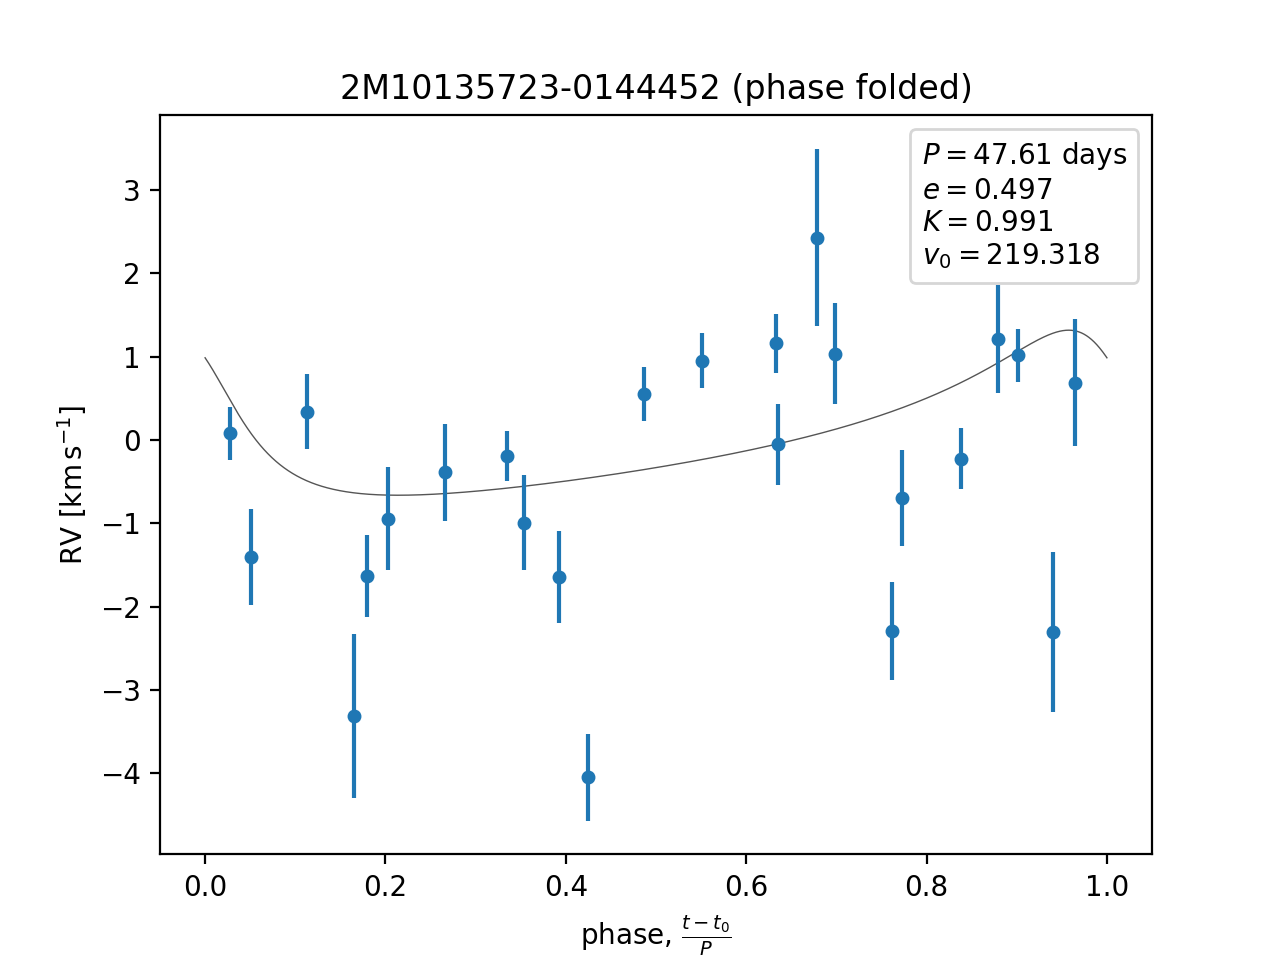 2M10135723-0144452 (phase folded)
P = 47.61 days
e = 0.497
K = 0.991
v₀ = 219.318
3
2
1
0
−1
−2
−3
−4
RV [km s⁻¹]
0.0 0.2 0.4 0.6 0.8 1.0
phase, (t − t₀)/P